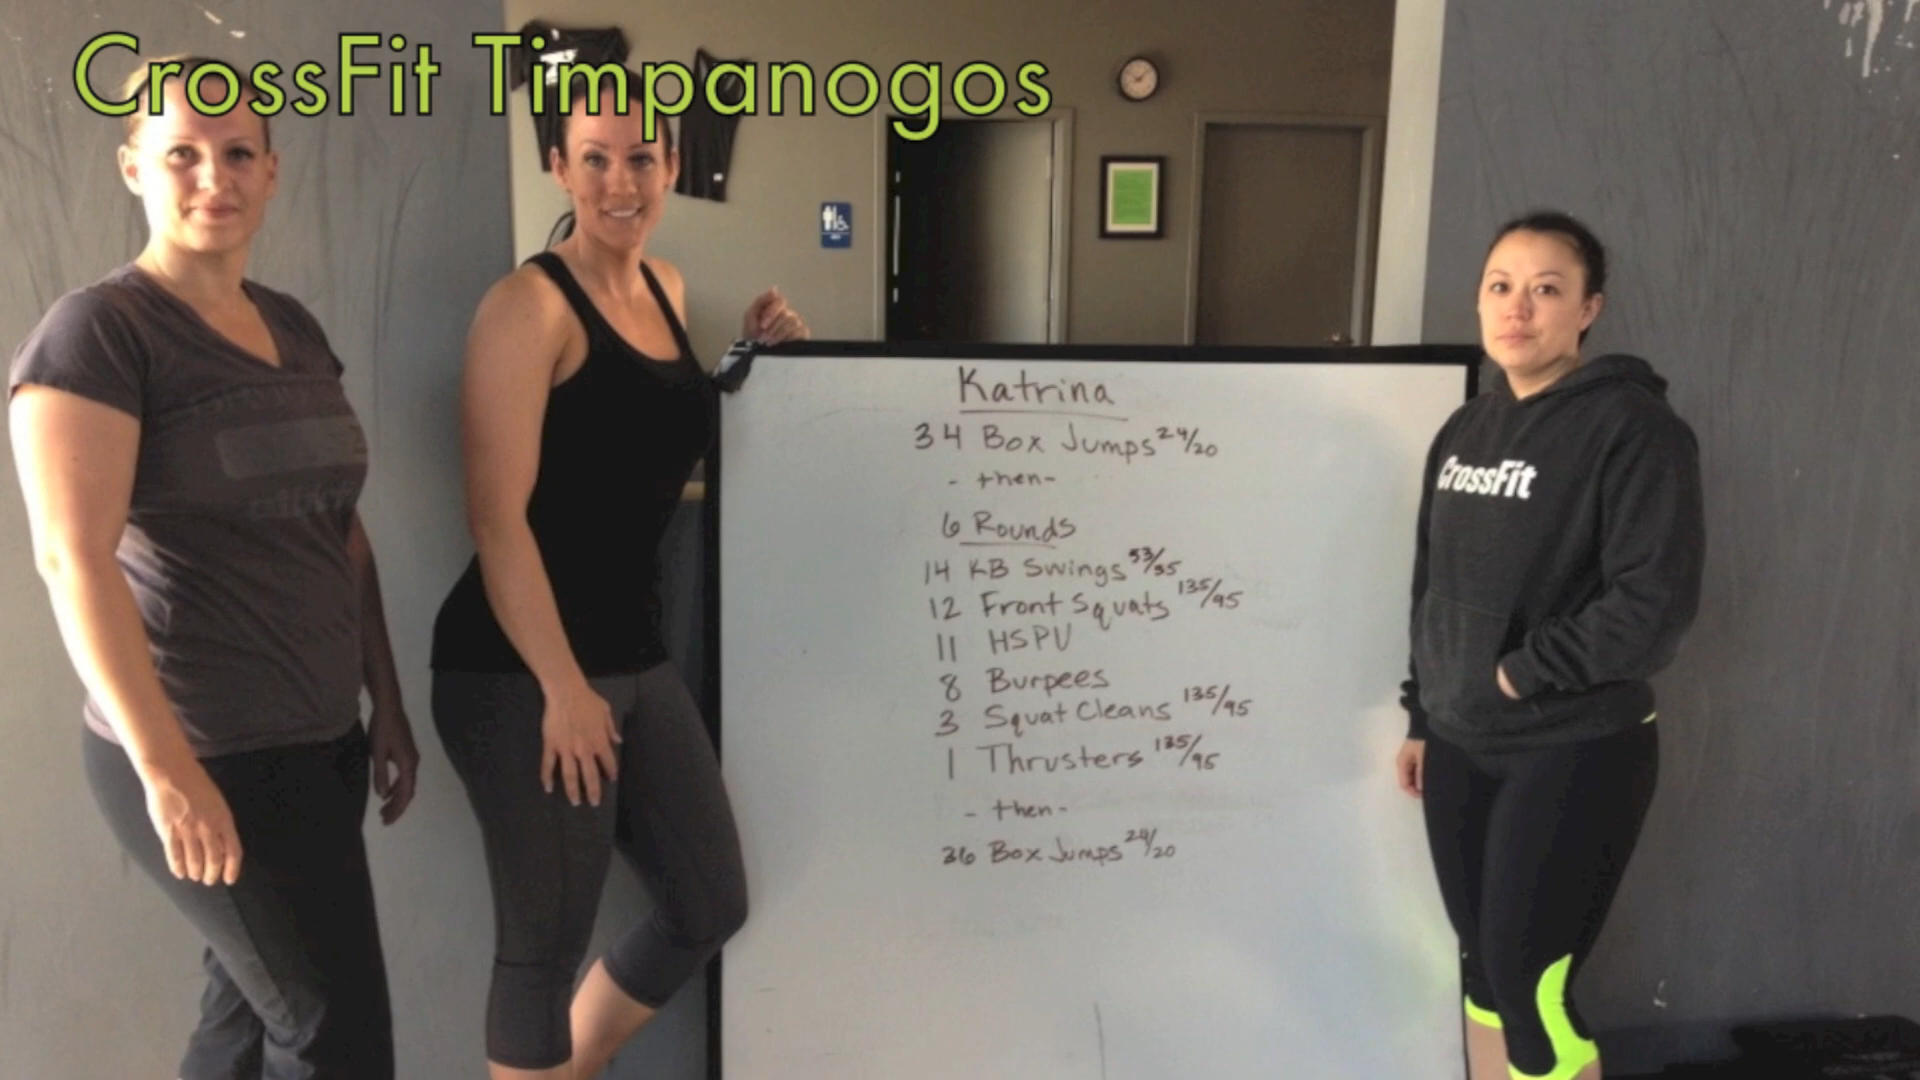 CrossFit Timpanogos
Katrina
34 Box Jumps 24/20
- then -
6 Rounds
14 KB Swings 53/35
12 Front Squats 135/95
11 HSPU
8 Burpees
3 Squat Cleans 135/95
1 Thrusters 135/95
- then -
36 Box Jumps 24/20
CrossFit